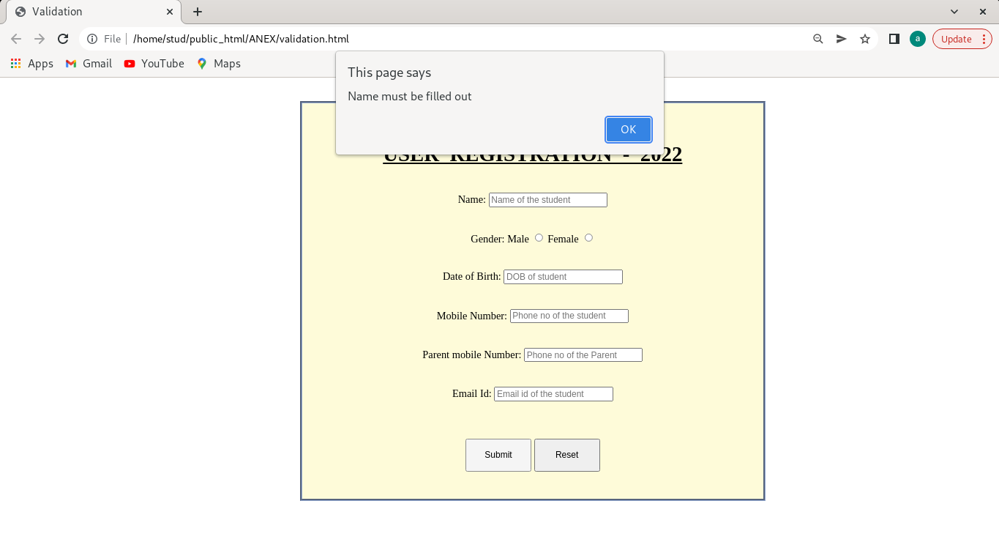 Validation
File /home/stud/public_html/ANEX/validation.html
a
Update
Apps Gmail YouTube Maps
This page says
Name must be filled out
OK
USER REGISTRATION - 2022
Name: Name of the student
Gender: Male Female
Date of Birth: DOB of student
Mobile Number: Phone no of the student
Parent mobile Number: Phone no of the Parent
Email Id: Email id of the student
Submit Reset